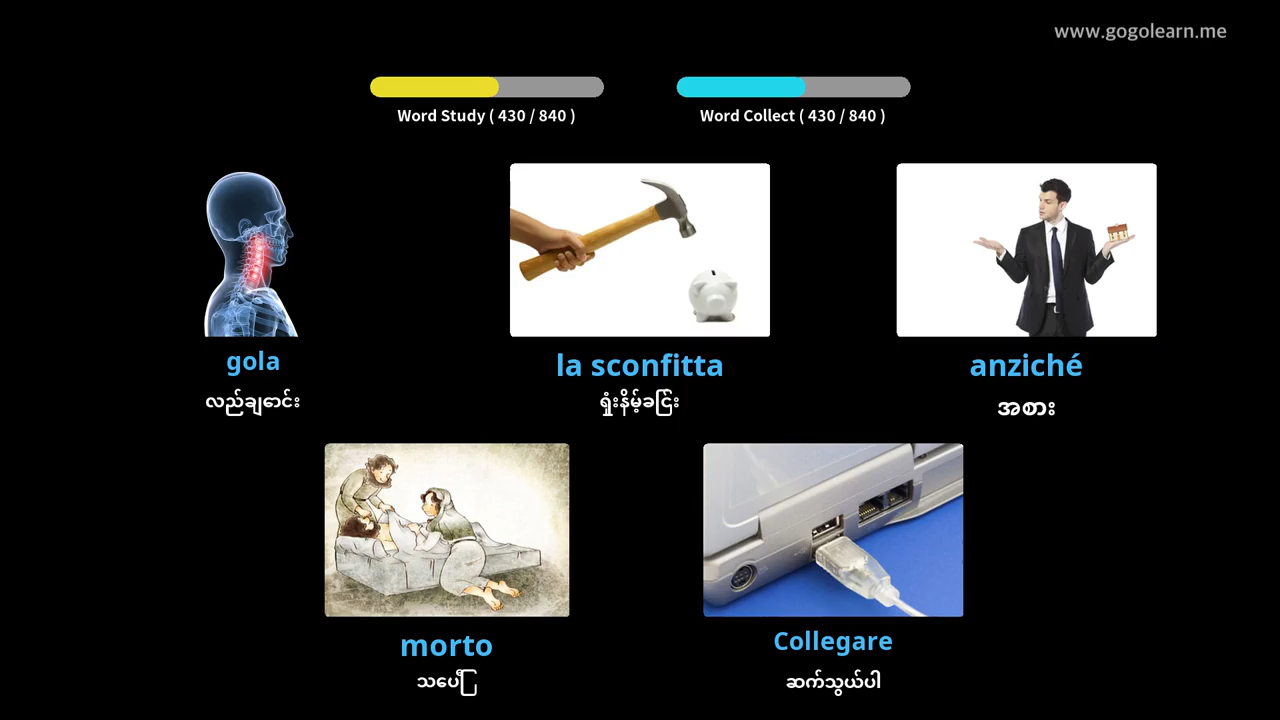 www.gogolearn.me
Word Study ( 430 / 840 )
Word Collect ( 430 / 840 )
gola
လည်ချောင်း
la sconfitta
ရှုံးနိမ့်ခြင်း
anziché
အစား
morto
သေပြီ
Collegare
ဆက်သွယ်ပါ